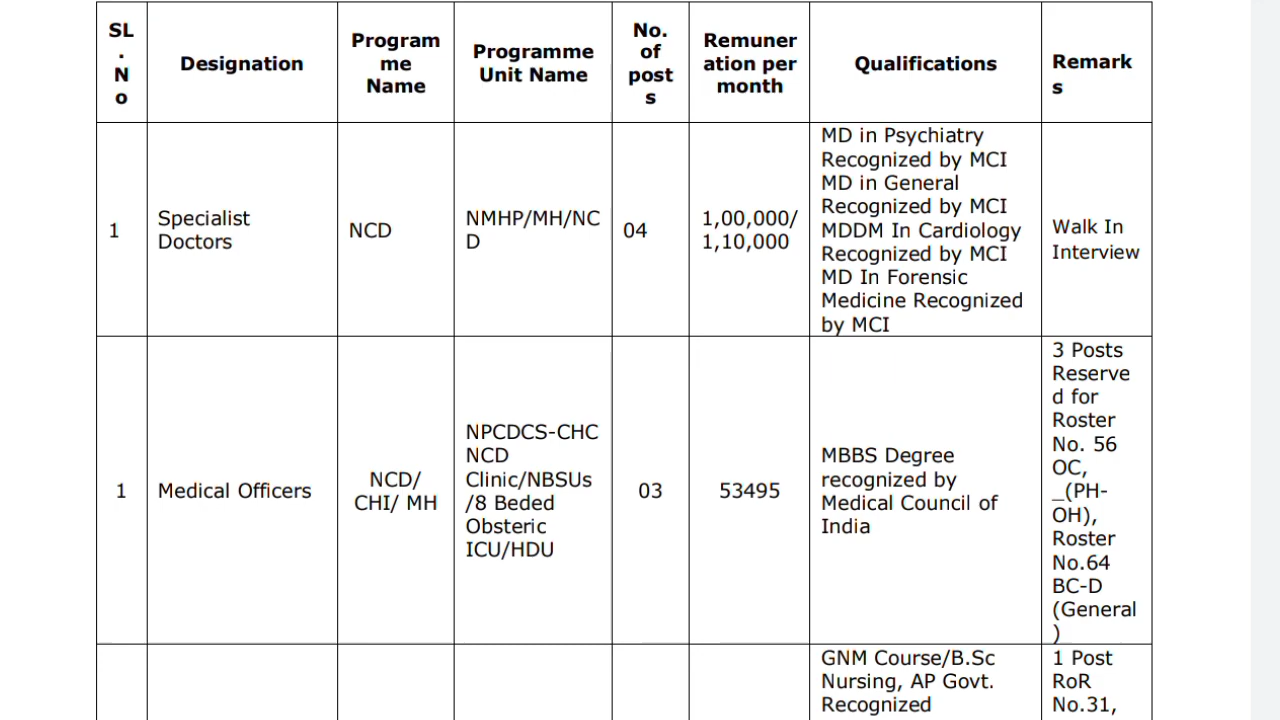 SL
.
N
o
Designation
Program
me
Name
Programme
Unit Name
No.
of
post
s
Remuner
ation per
month
Qualifications
Remark
s
1
Specialist
Doctors
NCD
NMHP/MH/NC
D
04
1,00,000/
1,10,000
MD in Psychiatry
Recognized by MCI
MD in General
Recognized by MCI
MDDM In Cardiology
Recognized by MCI
MD In Forensic
Medicine Recognized
by MCI
Walk In
Interview
1
Medical Officers
NCD/
CHI/ MH
NPCDCS-CHC
NCD
Clinic/NBSUs
/8 Beded
Obsteric
ICU/HDU
03
53495
MBBS Degree
recognized by
Medical Council of
India
3 Posts
Reserve
d for
Roster
No. 56
OC,
_(PH-
OH),
Roster
No.64
BC-D
(General
)
GNM Course/B.Sc
Nursing, AP Govt.
Recognized
1 Post
RoR
No.31,